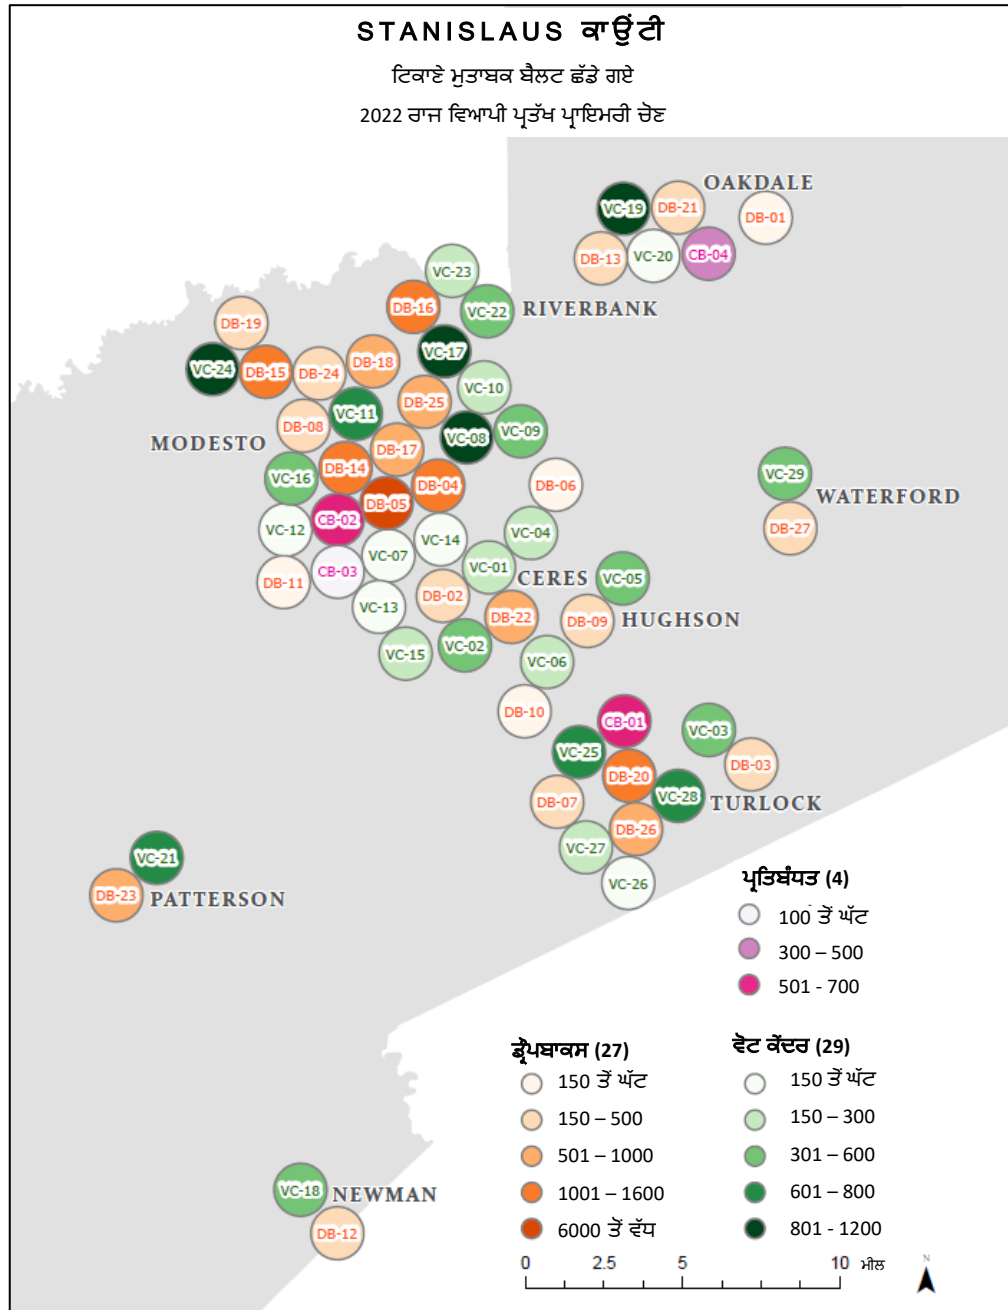 STANISLAUS ਕਾਉਂਟੀ
ਟਿਕਾਣੇ ਮੁਤਾਬਕ ਬੈਲਟ ਛੱਡੇ ਗਏ
2022 ਰਾਜ ਵਿਆਪੀ ਪ੍ਰਤੱਖ ਪ੍ਰਾਇਮਰੀ ਚੋਣ
OAKDALE
VC-19
DB-21
DB-01
DB-13
VC-20
CB-04
VC-23
DB-16
VC-22
RIVERBANK
DB-19
VC-17
VC-24
DB-15
DB-24
DB-18
VC-10
DB-25
VC-11
DB-08
VC-08
VC-09
MODESTO
DB-17
VC-16
DB-14
DB-04
DB-06
VC-29
WATERFORD
DB-05
CB-02
VC-12
DB-27
VC-14
VC-04
VC-07
VC-01
CERES
DB-11
CB-03
VC-05
DB-02
VC-13
DB-22
DB-09
HUGHSON
VC-15
VC-02
VC-06
DB-10
CB-01
VC-25
VC-03
DB-20
DB-03
DB-07
VC-28
TURLOCK
DB-26
VC-27
VC-26
VC-21
DB-23
PATTERSON
VC-18
NEWMAN
DB-12
ਪ੍ਰਤਿਬੰਧਤ (4)
100 ਤੋਂ ਘੱਟ
300 – 500
501 - 700
ਡ੍ਰੌਪਬਾਕਸ (27)
150 ਤੋਂ ਘੱਟ
150 – 500
501 – 1000
1001 – 1600
6000 ਤੋਂ ਵੱਧ
ਵੋਟ ਕੇਂਦਰ (29)
150 ਤੋਂ ਘੱਟ
150 – 300
301 – 600
601 – 800
801 - 1200
0 2.5 5 10 ਮੀਲ
N